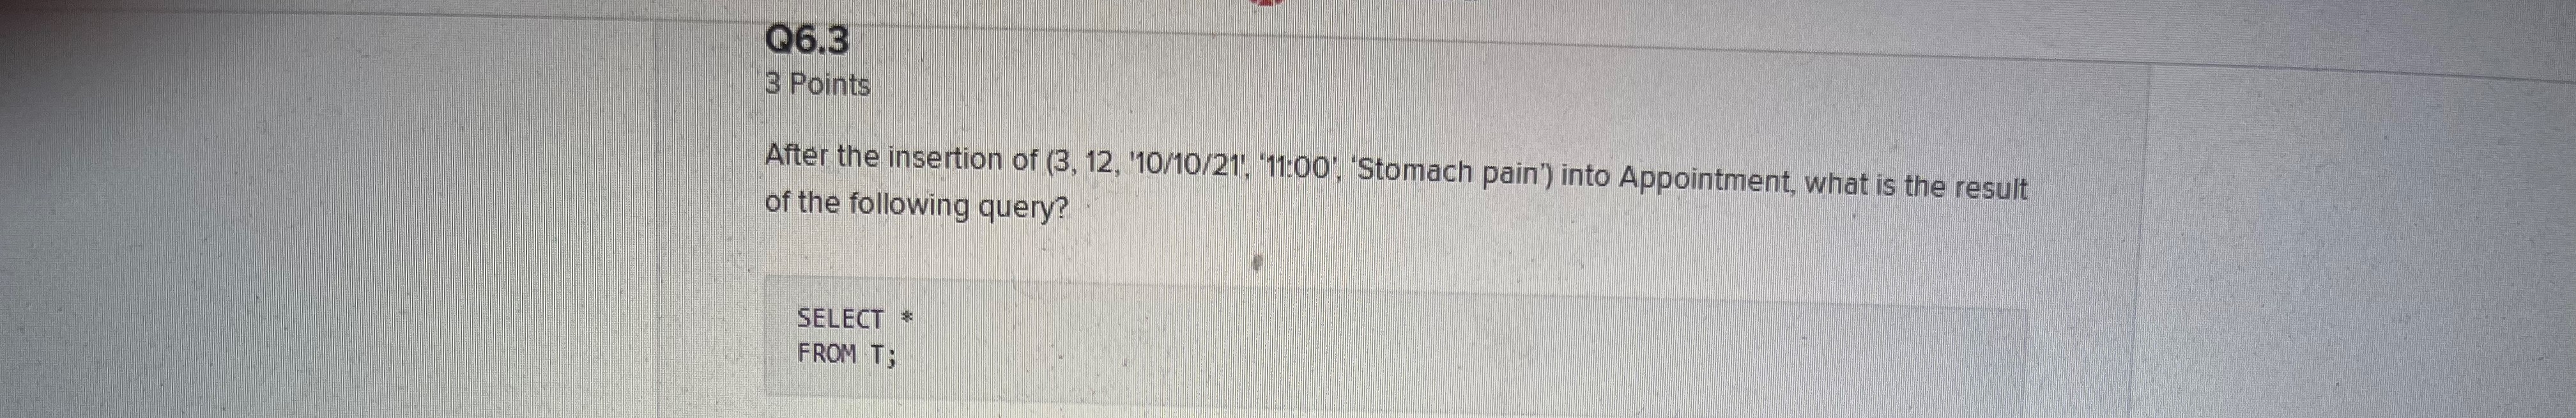 Q6.3
3 Points
After the insertion of (3, 12, '10/10/21', '11:00', 'Stomach pain') into Appointment, what is the result
of the following query?
SELECT *
FROM T;